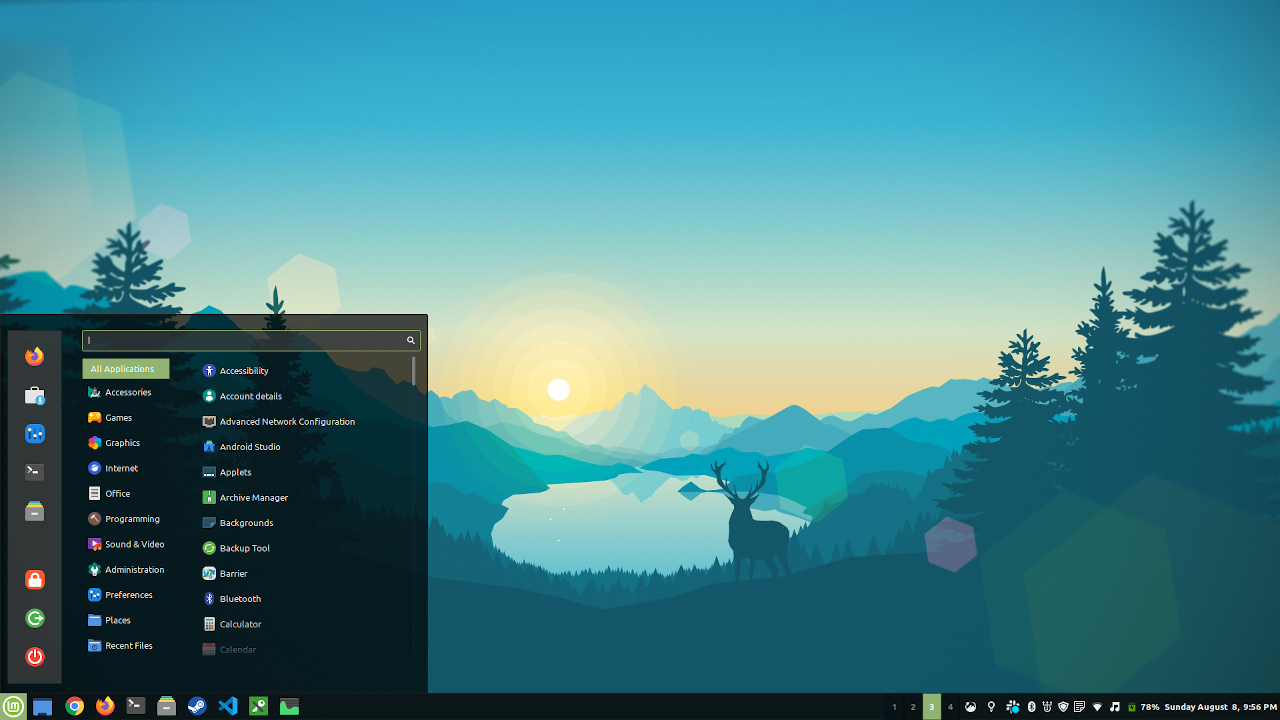 All Applications
Accessories
Games
Graphics
Internet
Office
Programming
Sound & Video
Administration
Preferences
Places
Recent Files
Accessibility
Account details
Advanced Network Configuration
Android Studio
Applets
Archive Manager
Backgrounds
Backup Tool
Barrier
Bluetooth
Calculator
Calendar
1 2 3 4 78% Sunday August 8, 9:56 PM